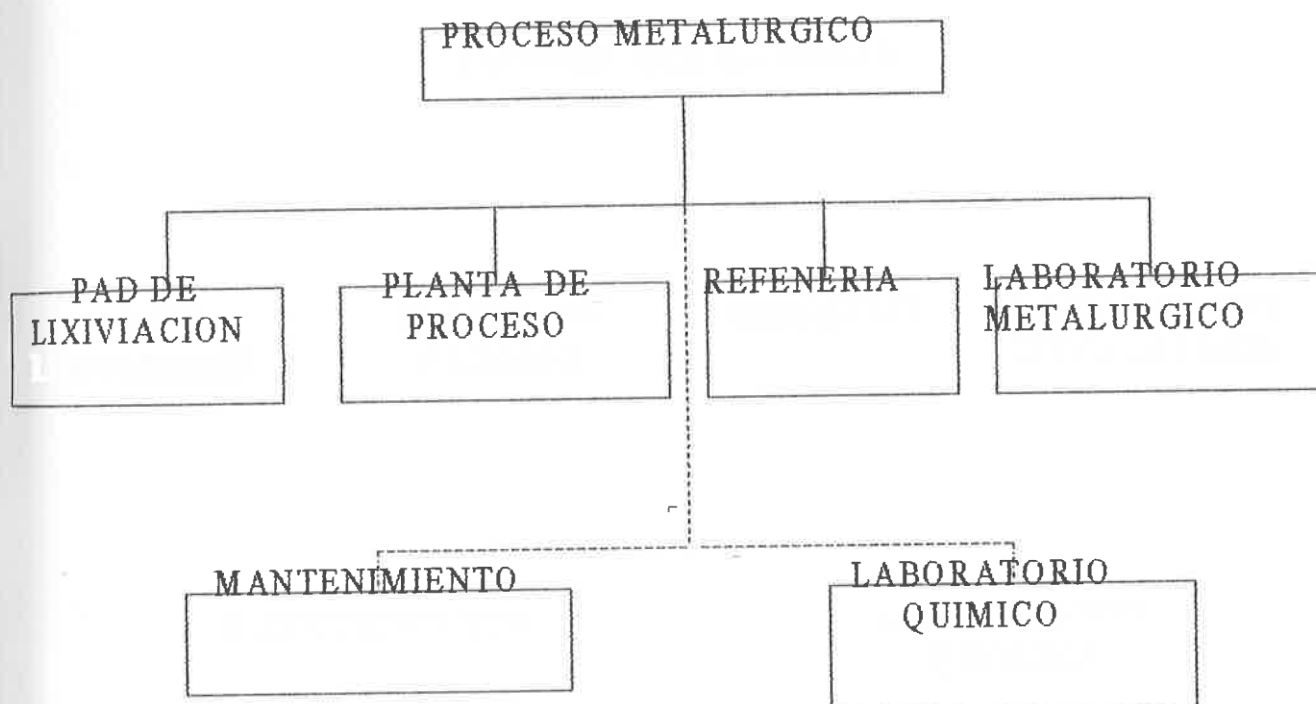 PROCESO METALURGICO
PAD DE
LIXIVIACION
PLANTA DE
PROCESO
REFENERIA
LABORATORIO
METALURGICO
L
MANTENIMIENTO
LABORATORIO
QUIMICO